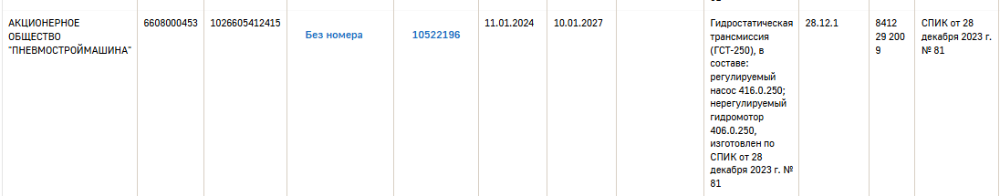 АКЦИОНЕРНОЕ
ОБЩЕСТВО
"ПНЕВМОСТРОЙМАШИНА"
6608000453
1026605412415
Без номера
10522196
11.01.2024
10.01.2027
Гидростатическая
трансмиссия
(ГСТ-250), в
составе:
регулируемый
насос 416.0.250;
нерегулируемый
гидромотор
406.0.250,
изготовлен по
СПИК от 28
декабря 2023 г. №
81
28.12.1
8412
29 200
9
СПИК от 28
декабря 2023 г.
№ 81